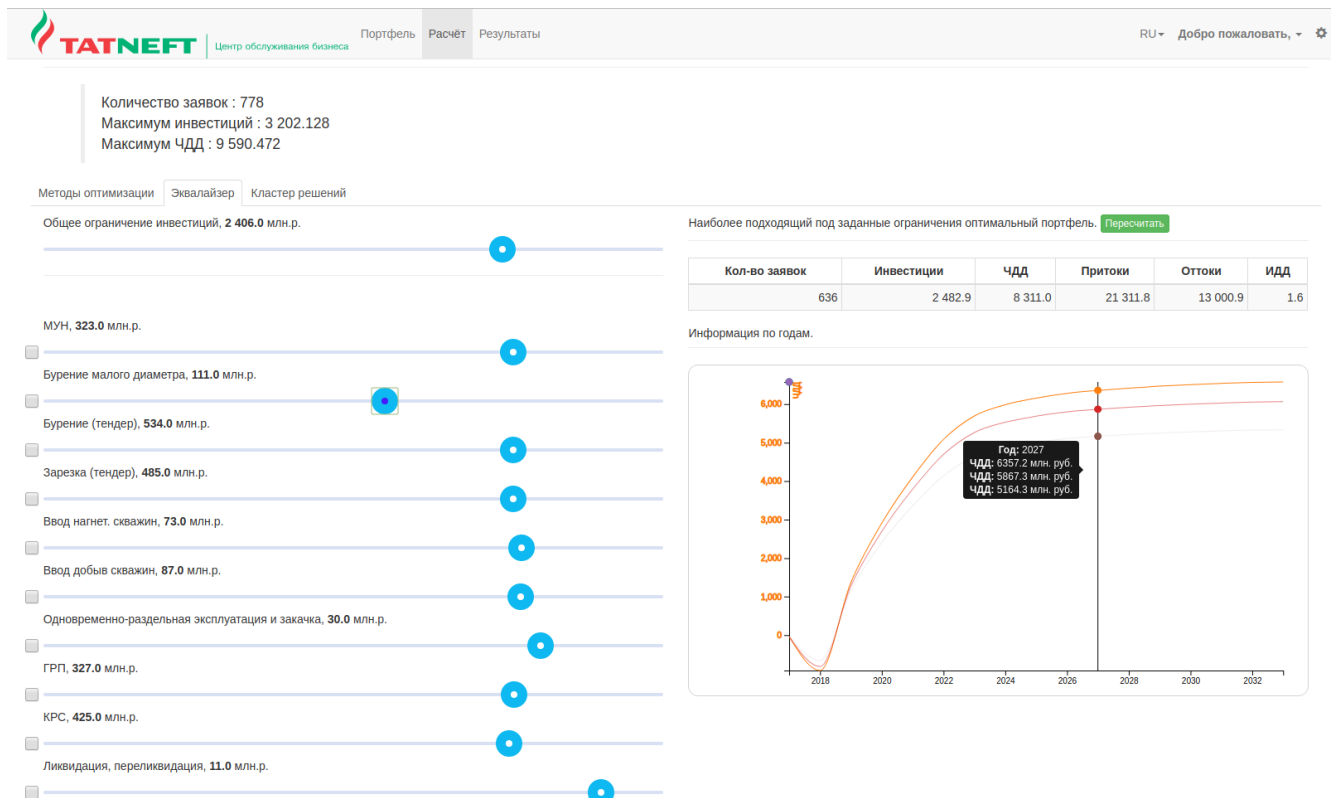 TATNEFT Центр обслуживания бизнеса Портфель Расчёт Результаты RU Добро пожаловать,
Количество заявок : 778
Максимум инвестиций : 3 202.128
Максимум ЧДД : 9 590.472
Методы оптимизации Эквалайзер Кластер решений
Общее ограничение инвестиций, 2 406.0 млн.р.
МУН, 323.0 млн.р.
Бурение малого диаметра, 111.0 млн.р.
Бурение (тендер), 534.0 млн.р.
Зарезка (тендер), 485.0 млн.р.
Ввод нагнет. скважин, 73.0 млн.р.
Ввод добыв скважин, 87.0 млн.р.
Одновременно-раздельная эксплуатация и закачка, 30.0 млн.р.
ГРП, 327.0 млн.р.
КРС, 425.0 млн.р.
Ликвидация, переликвидация, 11.0 млн.р.
Наиболее подходящий под заданные ограничения оптимальный портфель. Пересчитать
Кол-во заявок Инвестиции ЧДД Притоки Оттоки ИДД
636 2 482.9 8 311.0 21 311.8 13 000.9 1.6
Информация по годам.
ЧДД
6,000
5,000
4,000
3,000
2,000
1,000
0
Год: 2027
ЧДД: 6357.2 млн. руб.
ЧДД: 5867.3 млн. руб.
ЧДД: 5164.3 млн. руб.
2018 2020 2022 2024 2026 2028 2030 2032